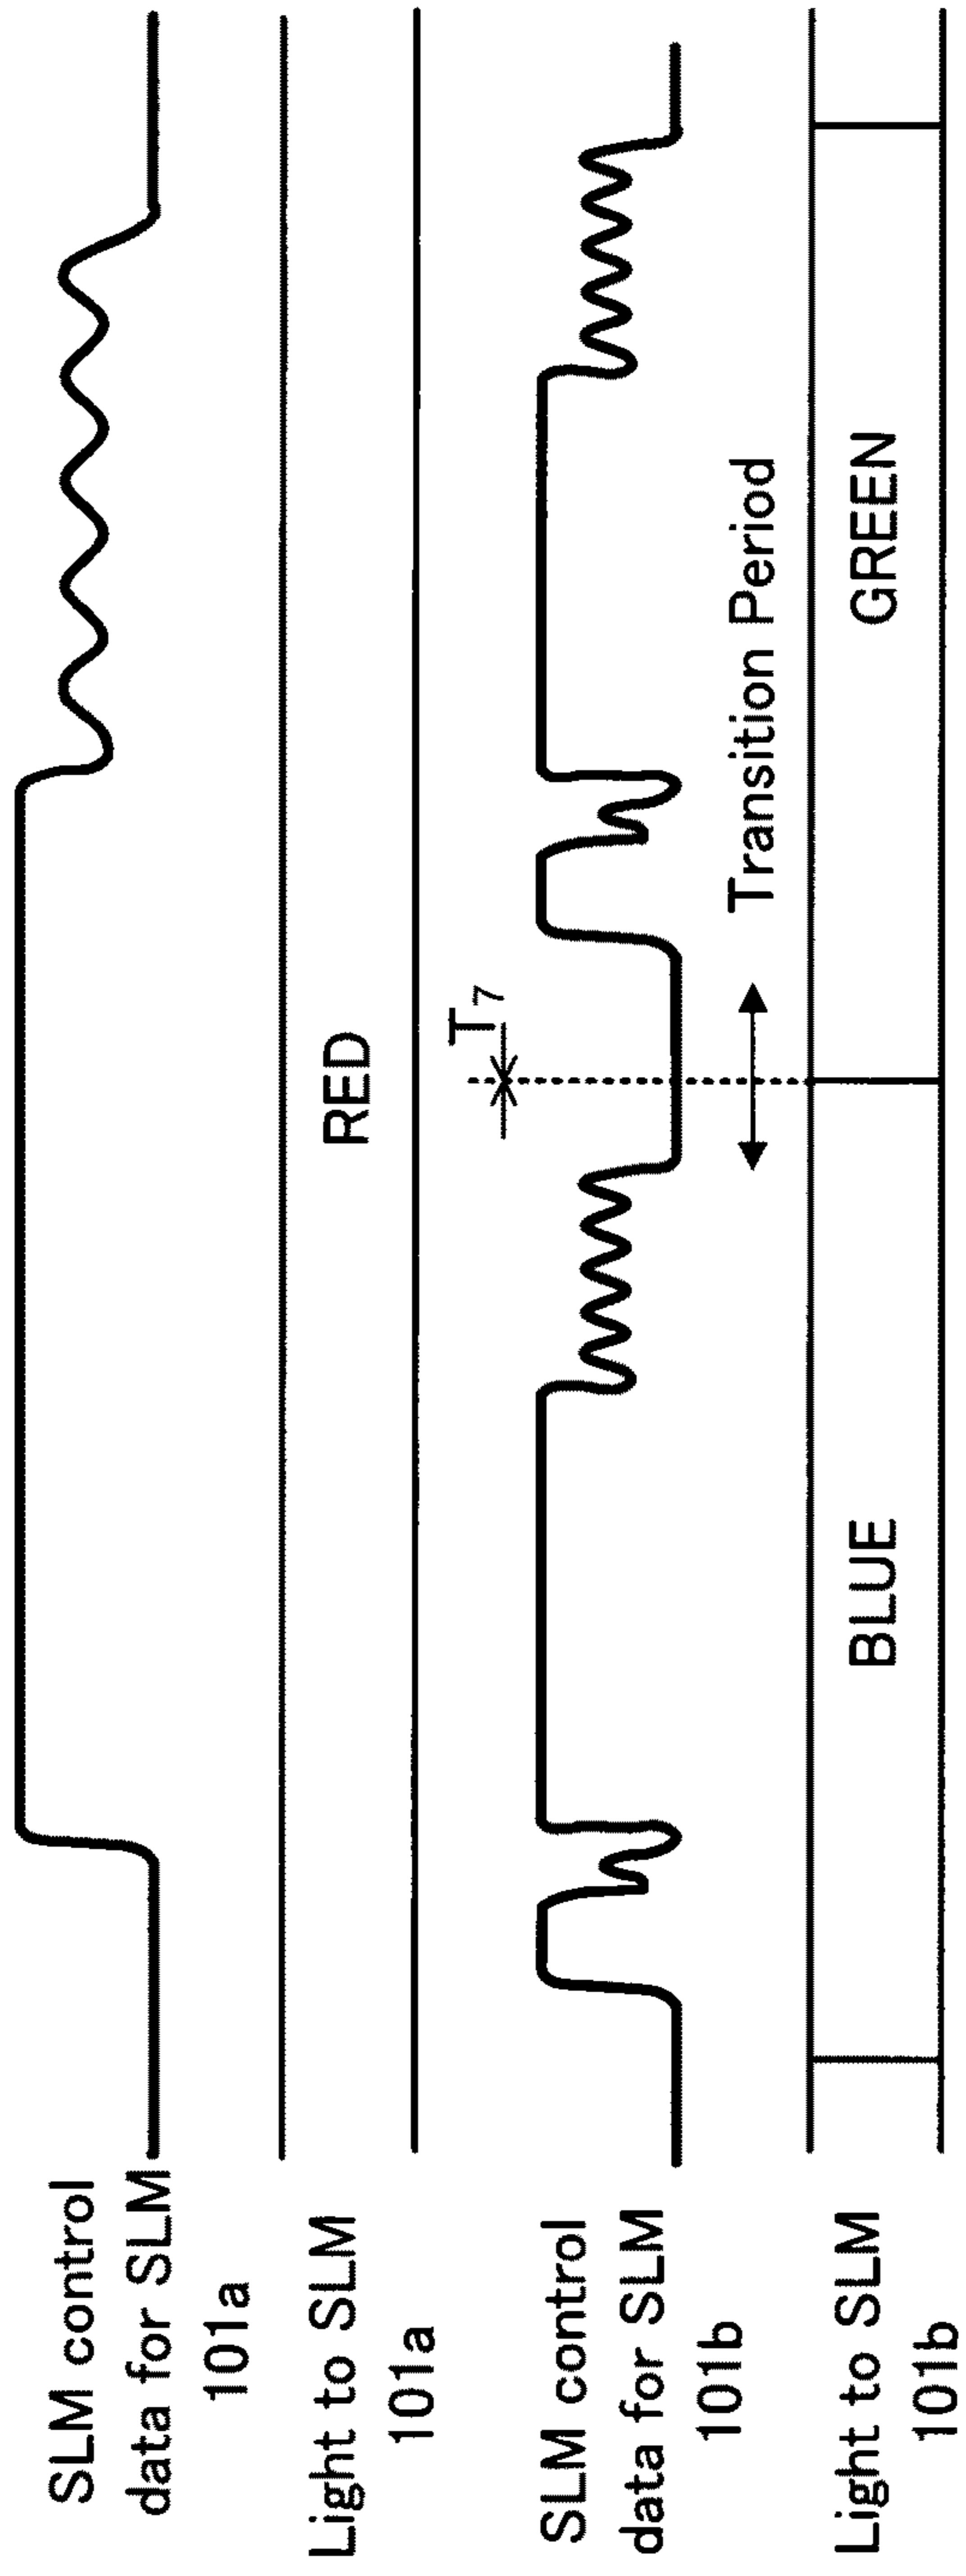 SLM control
data for SLM
101a
Light to SLM
101a
RED
SLM control
data for SLM
101b
T7
Transition Period
Light to SLM
101b
BLUE
GREEN